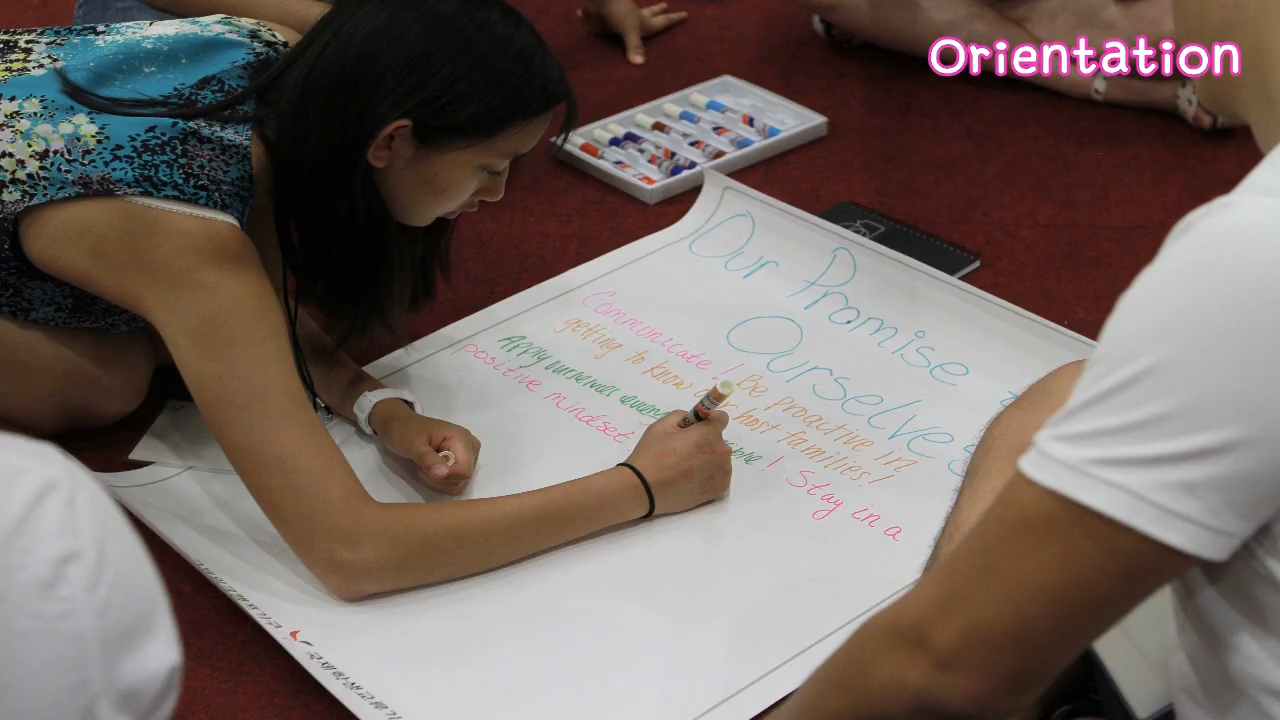 Orientation
Our Promise
Ourselves
Communicate! Be proactive in
getting to know our host families!
Apply ourselves ! Stay in a
positive mindset